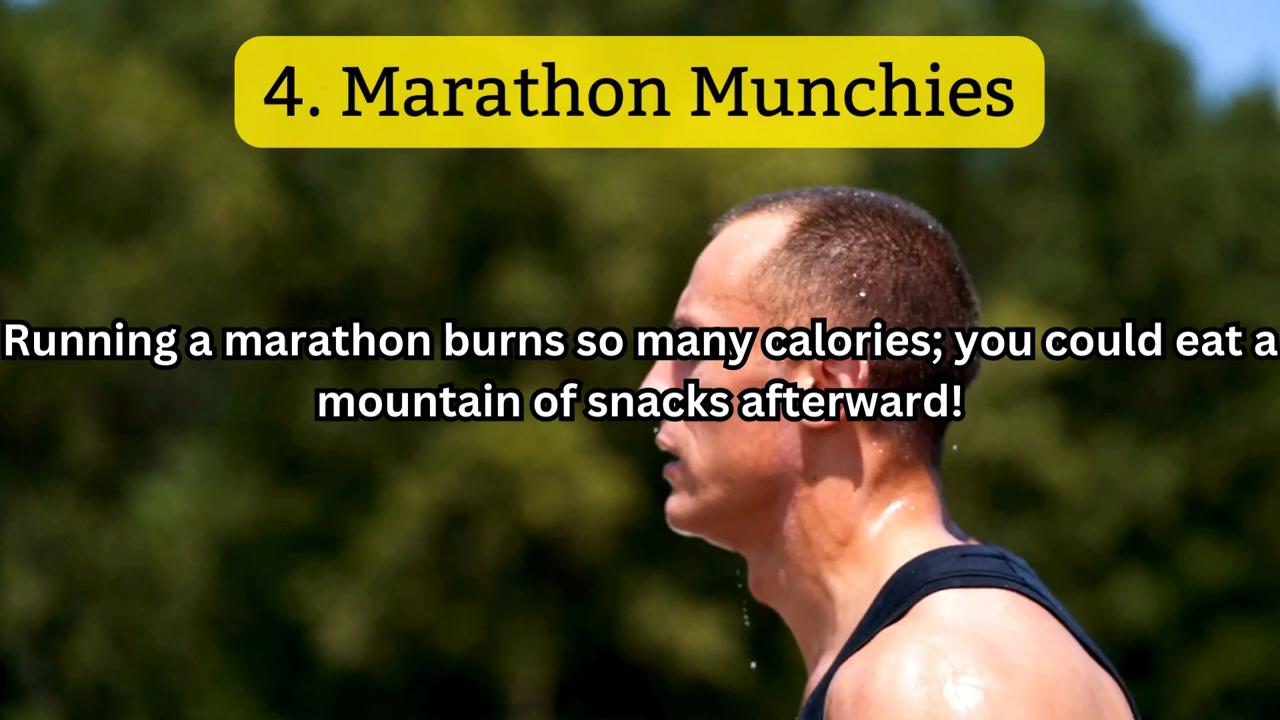 4. Marathon Munchies
Running a marathon burns so many calories; you could eat a
mountain of snacks afterward!